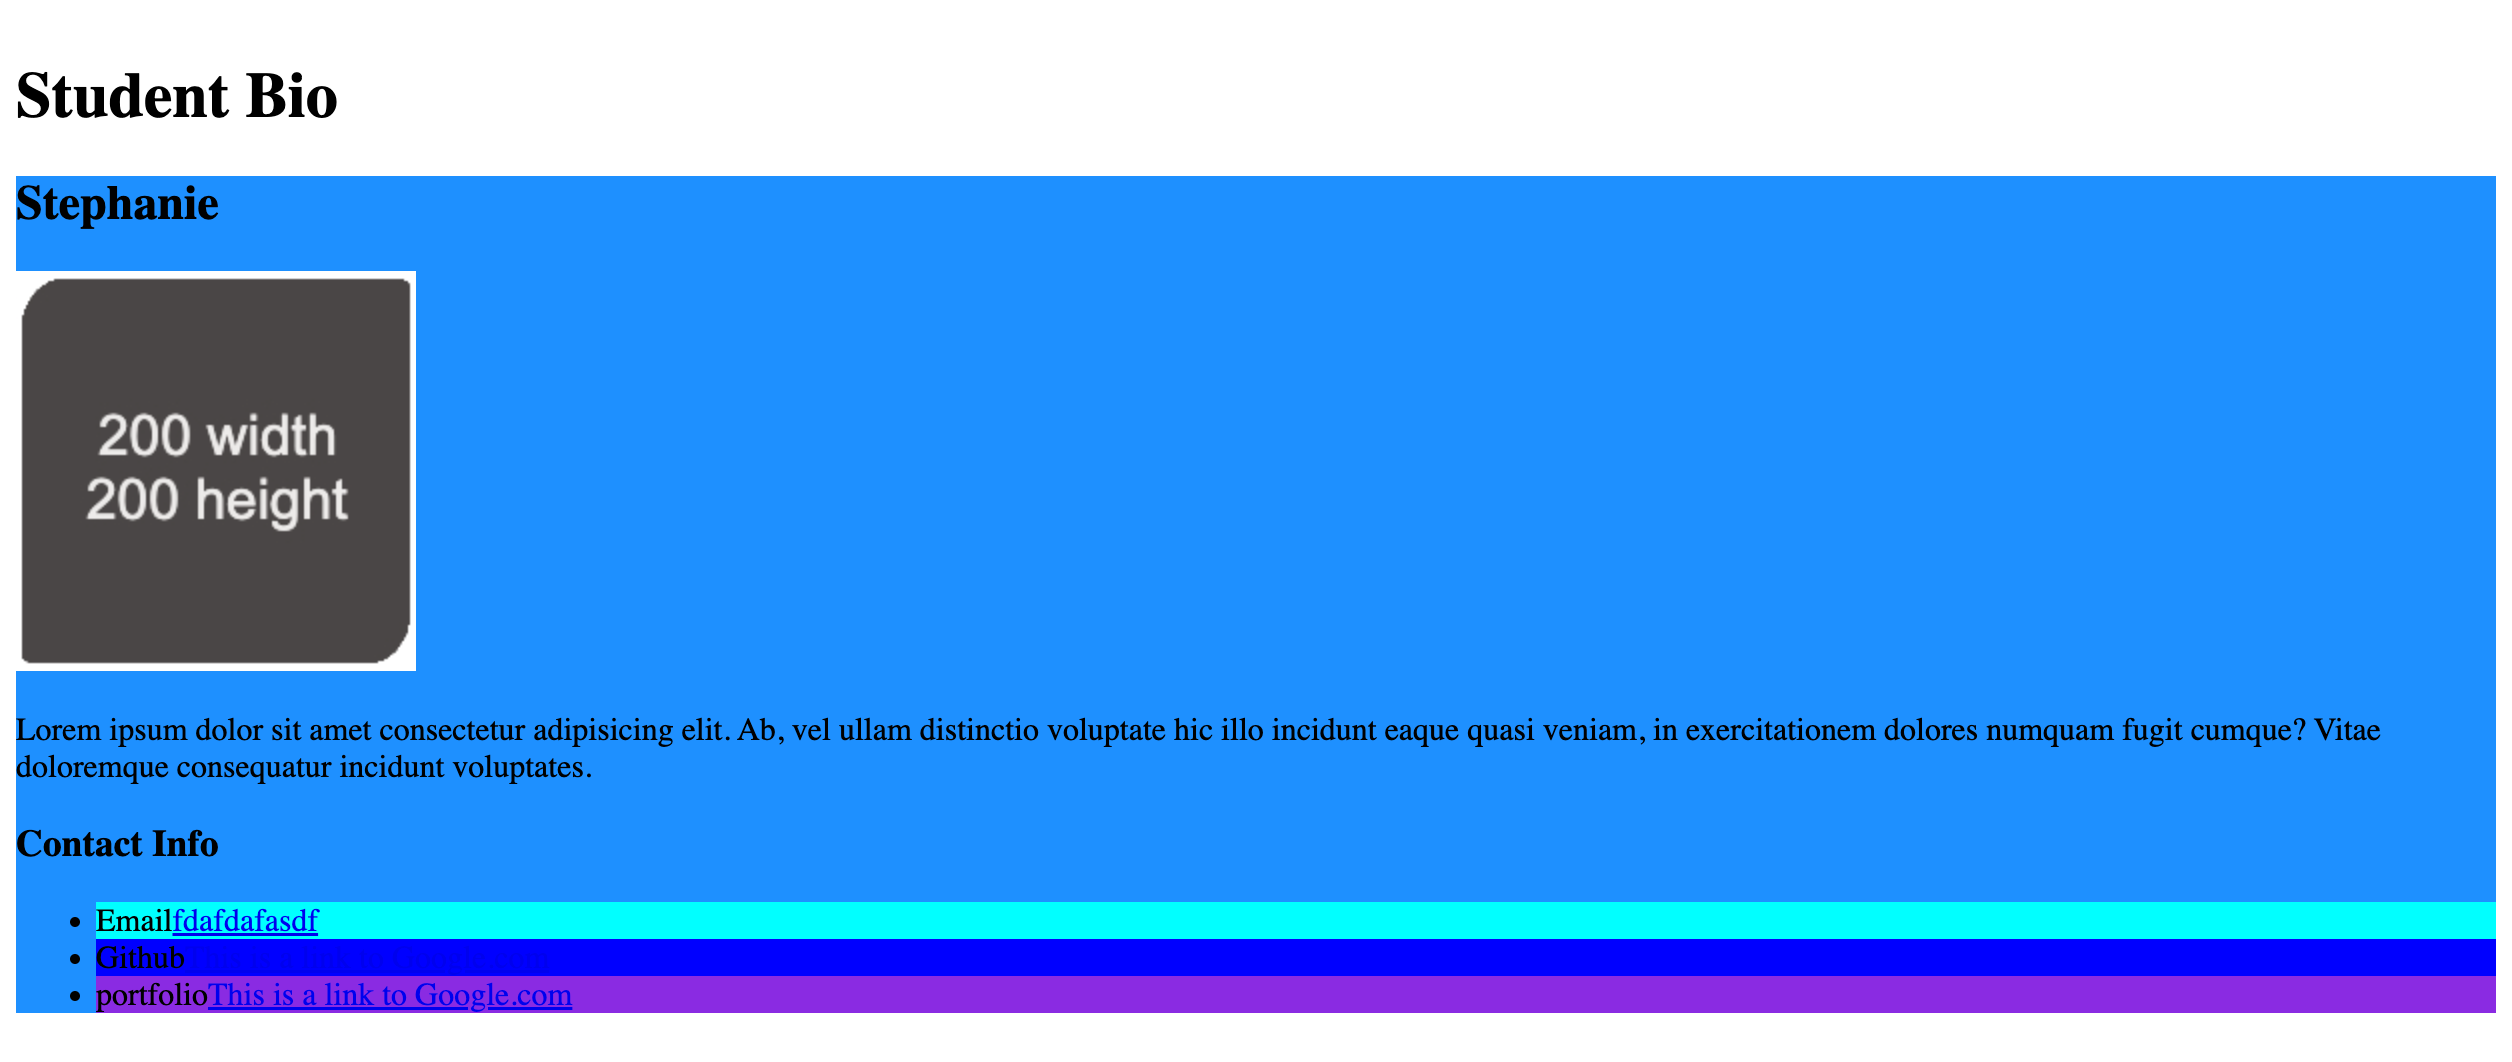 Student Bio
Stephanie
200 width
200 height
Lorem ipsum dolor sit amet consectetur adipisicing elit. Ab, vel ullam distinctio voluptate hic illo incidunt eaque quasi veniam, in exercitationem dolores numquam fugit cumque? Vitae
doloremque consequatur incidunt voluptates.
Contact Info
Emailfdafdafasdf
Github
portfolioThis is a link to Google.com